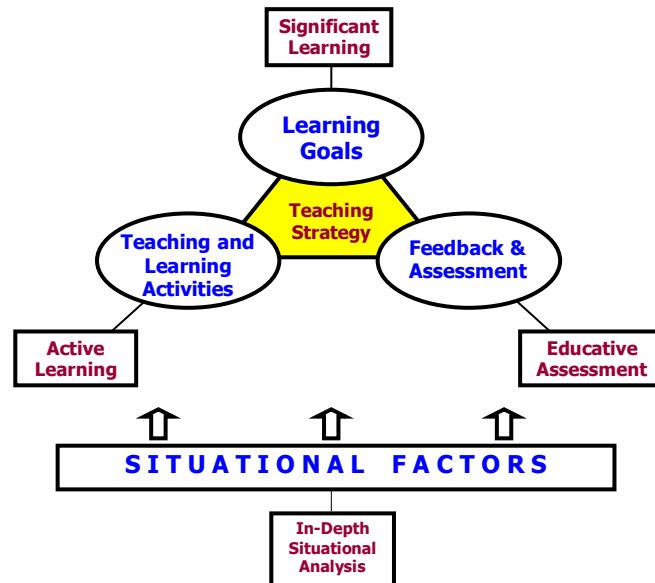 Significant
Learning
Learning
Goals
Teaching
Strategy
Teaching and
Learning
Activities
Feedback &
Assessment
Active
Learning
Educative
Assessment
SITUATIONAL FACTORS
In-Depth
Situational
Analysis